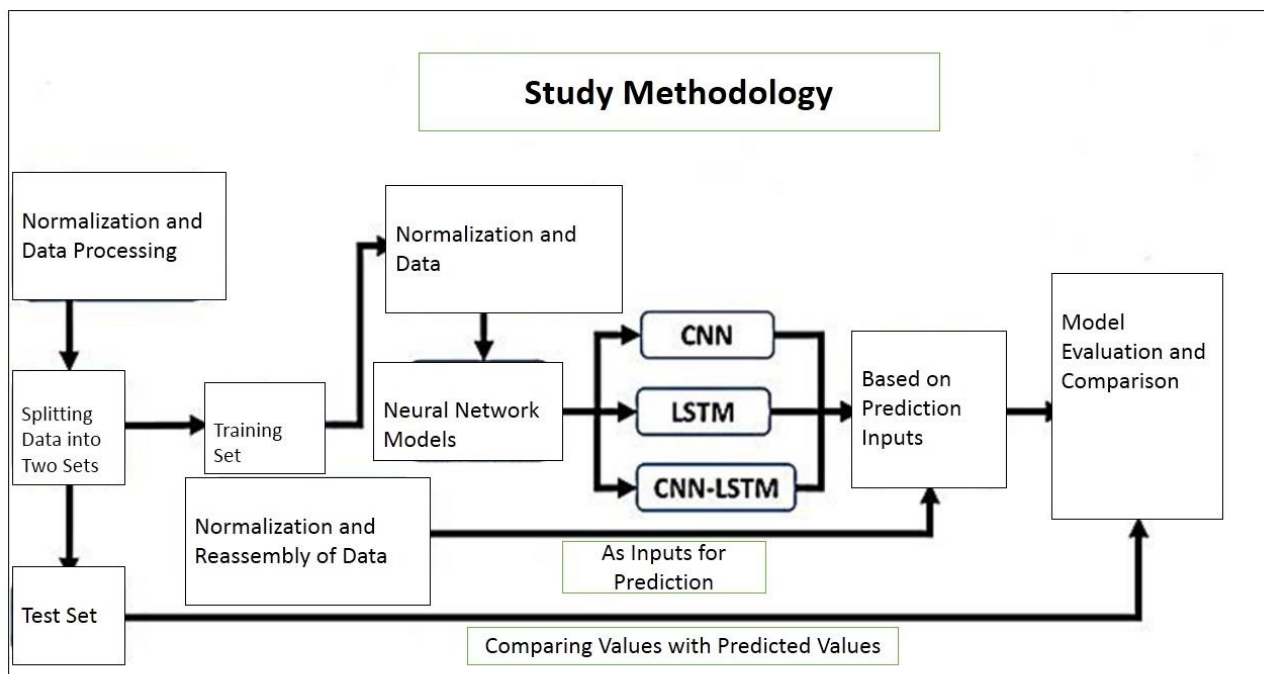 Study Methodology
Normalization and
Data Processing
Normalization and
Data
Splitting
Data into
Two Sets
Training
Set
Neural Network
Models
CNN
LSTM
CNN-LSTM
Based on
Prediction
Inputs
Model
Evaluation and
Comparison
Normalization and
Reassembly of Data
As Inputs for
Prediction
Test Set
Comparing Values with Predicted Values